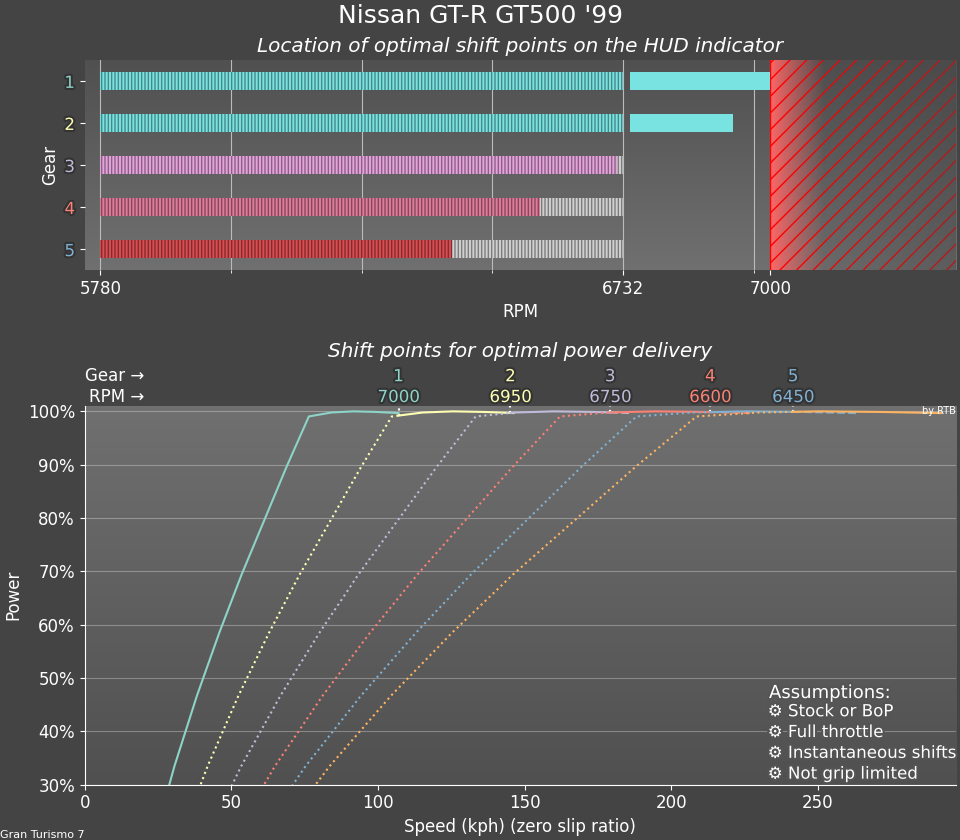 Nissan GT-R GT500 '99
Location of optimal shift points on the HUD indicator
Gear
1
2
3
4
5
5780 6732 7000
RPM
Shift points for optimal power delivery
Gear → 1 2 3 4 5
RPM → 7000 6950 6750 6600 6450
by RTB
Power
100%
90%
80%
70%
60%
50%
40%
30%
Assumptions:
⚙ Stock or BoP
⚙ Full throttle
⚙ Instantaneous shifts
⚙ Not grip limited
0 50 100 150 200 250
Speed (kph) (zero slip ratio)
Gran Turismo 7